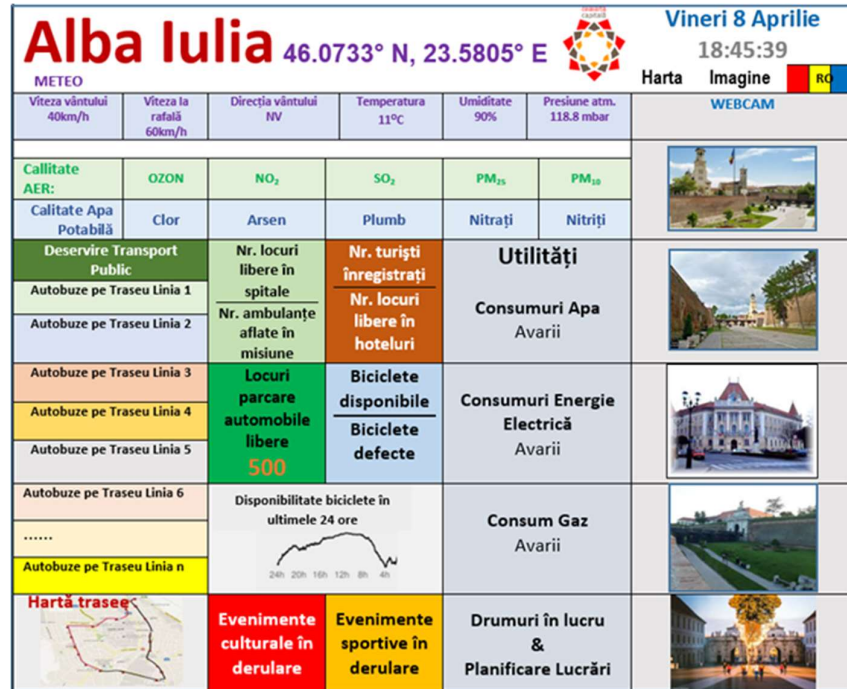 Alba Iulia 46.0733° N, 23.5805° E
METEO
Vineri 8 Aprilie
18:45:39
Harta Imagine RO
Viteza vântului
40km/h
Viteza la
rafală
60km/h
Direcția vântului
NV
Temperatura
11⁰C
Umiditate
90%
Presiune atm.
118.8 mbar
WEBCAM
Callitate
AER:
OZON
NO₂
SO₂
PM₂₅
PM₁₀
Calitate Apa
Potabilă
Clor
Arsen
Plumb
Nitrați
Nitriți
Deservire Transport
Public
Autobuze pe Traseu Linia 1
Autobuze pe Traseu Linia 2
Nr. locuri
libere în
spitale
Nr. ambulanțe
aflate în
misiune
Nr. turiști
înregistrați
Nr. locuri
libere în
hoteluri
Utilități
Consumuri Apa
Avarii
Autobuze pe Traseu Linia 3
Autobuze pe Traseu Linia 4
Autobuze pe Traseu Linia 5
Locuri
parcare
automobile
libere
500
Biciclete
disponibile
Biciclete
defecte
Consumuri Energie
Electrică
Avarii
Autobuze pe Traseu Linia 6
......
Autobuze pe Traseu Linia n
Disponibilitate biciclete în
ultimele 24 ore
24h 20h 16h 12h 8h 4h
Consum Gaz
Avarii
Hartă trasee
Evenimente
culturale în
derulare
Evenimente
sportive în
derulare
Drumuri în lucru
&
Planificare Lucrări